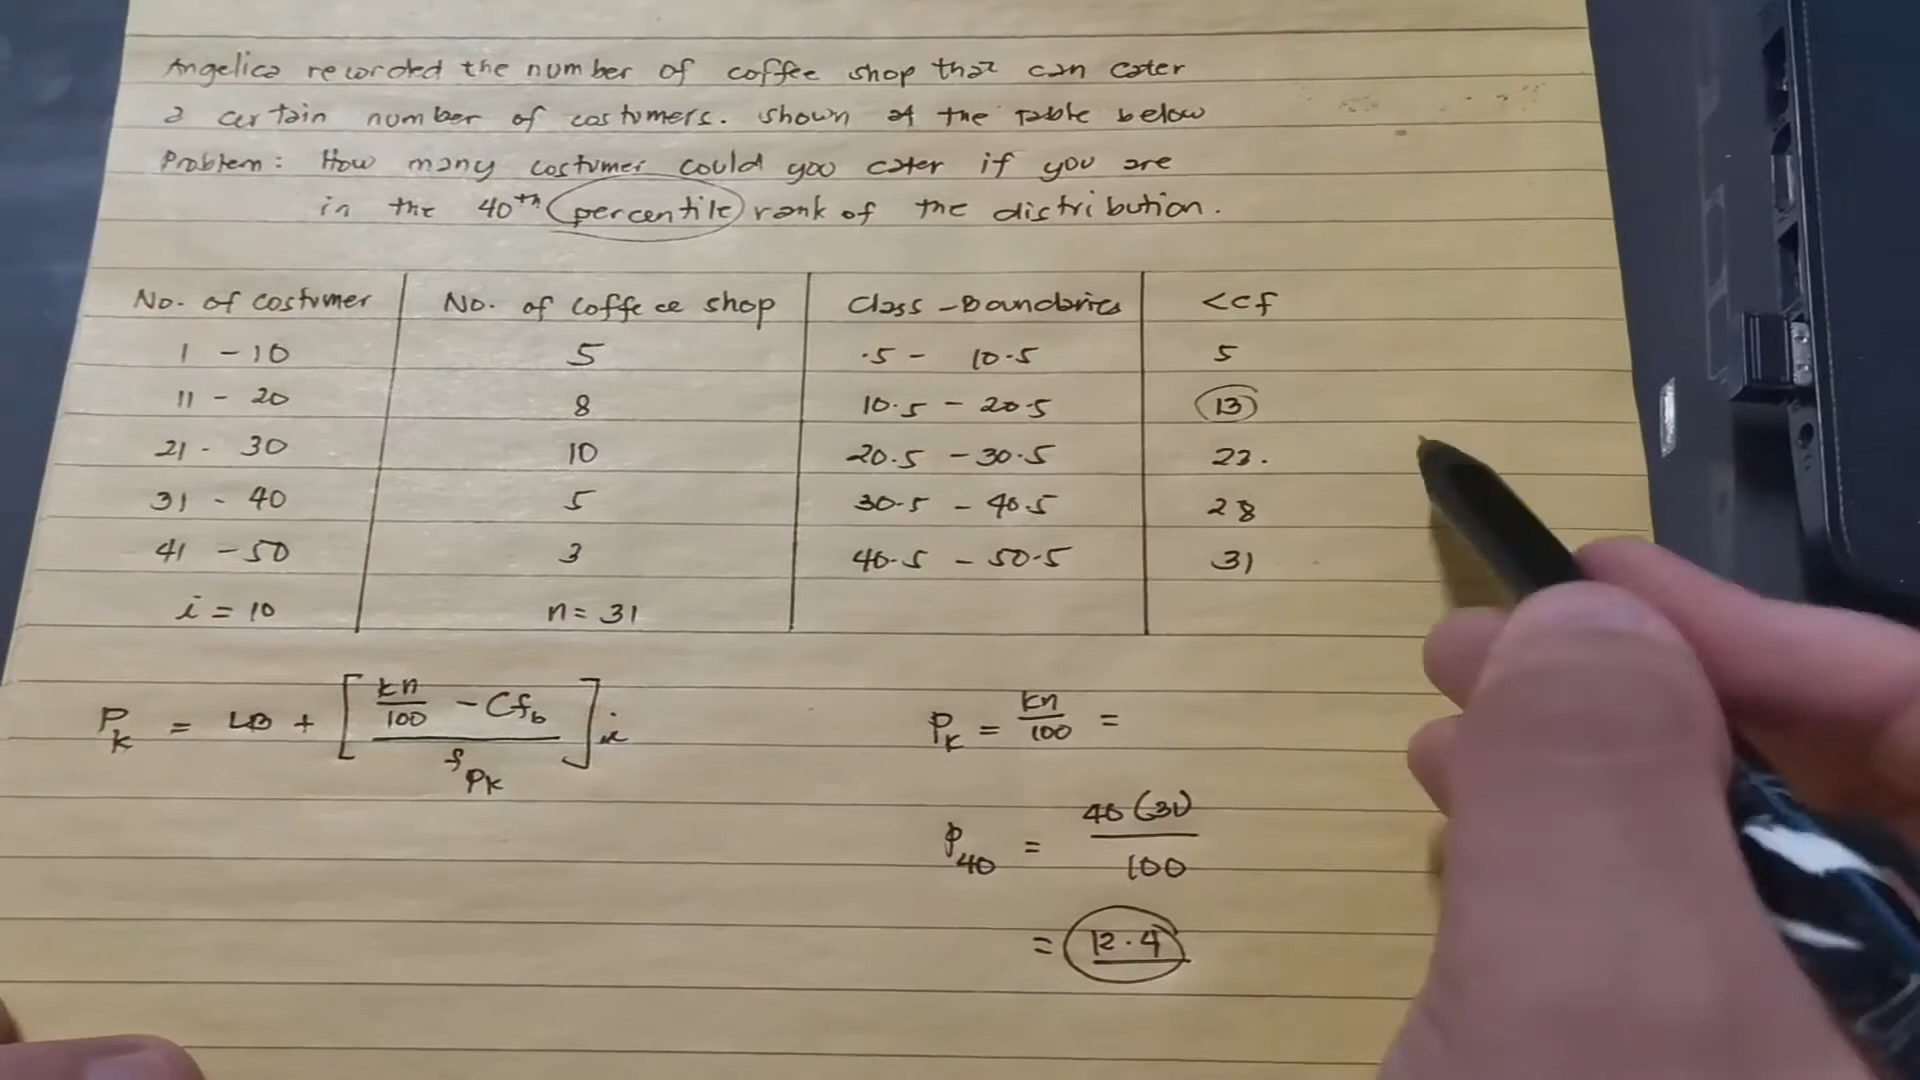 Angelica recorded the number of coffee shop that can cater
a certain number of costumers. shown at the Table below
Problem: How many costumer could you cater if you are
in the 40th percentile rank of the distribution.
No. of costumer No. of coffee ce shop Class-Boundaries <cf
1 - 10 5 .5 - 10.5 5
11 - 20 8 10.5 - 20.5 13
21 - 30 10 20.5 - 30.5 23.
31 - 40 5 30.5 - 40.5 28
41 - 50 3 40.5 - 50.5 31
i = 10 n = 31
Pk = LB + [ kn/100 - Cfb / fPk ] i Pk = kn/100 =
P40 = 40(31)/100
= 12.4